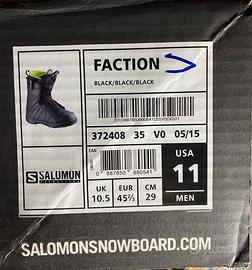 FACTION
BLACK/BLACK/BLACK
372408 35 V0 05/15
EAN
0 887850 680541
USA
11
MEN
SALOMON
SNOWBOARDS
UK
10.5
EUR
45⅓
CM
29
SALOMONSNOWBOARD.COM